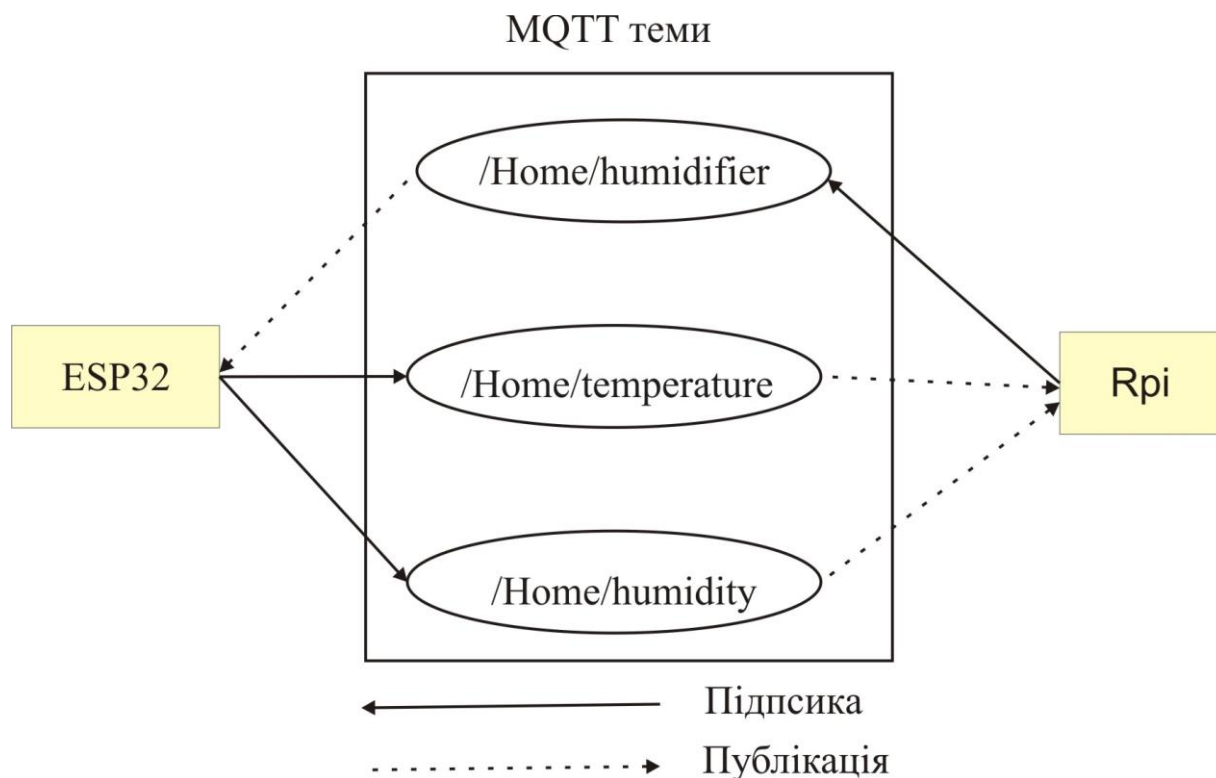 MQTT теми
/Home/humidifier
ESP32
/Home/temperature
Rpi
/Home/humidity
Підпсика
Публікація